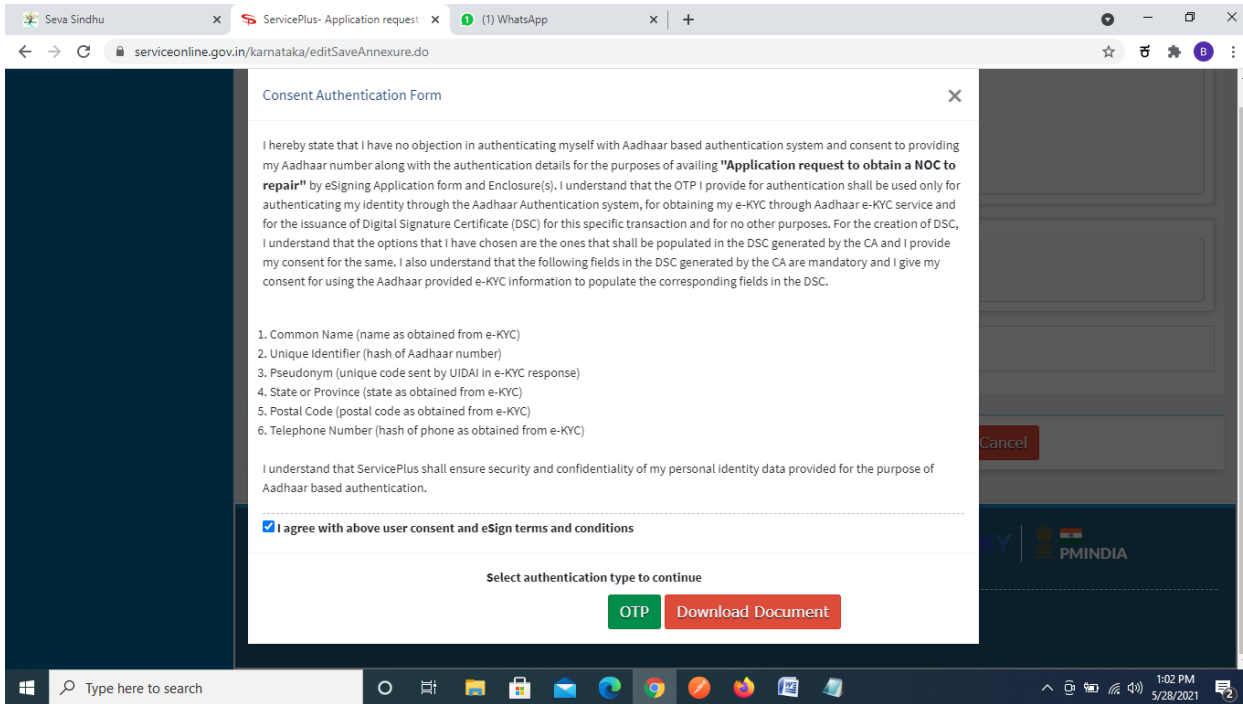 Seva Sindhu
ServicePlus- Application request
(1) WhatsApp
serviceonline.gov.in/karnataka/editSaveAnnexure.do
ಕ
B
Consent Authentication Form
I hereby state that I have no objection in authenticating myself with Aadhaar based authentication system and consent to providing
my Aadhaar number along with the authentication details for the purposes of availing "Application request to obtain a NOC to
repair" by eSigning Application form and Enclosure(s). I understand that the OTP I provide for authentication shall be used only for
authenticating my identity through the Aadhaar Authentication system, for obtaining my e-KYC through Aadhaar e-KYC service and
for the issuance of Digital Signature Certificate (DSC) for this specific transaction and for no other purposes. For the creation of DSC,
I understand that the options that I have chosen are the ones that shall be populated in the DSC generated by the CA and I provide
my consent for the same. I also understand that the following fields in the DSC generated by the CA are mandatory and I give my
consent for using the Aadhaar provided e-KYC information to populate the corresponding fields in the DSC.
1. Common Name (name as obtained from e-KYC)
2. Unique Identifier (hash of Aadhaar number)
3. Pseudonym (unique code sent by UIDAI in e-KYC response)
4. State or Province (state as obtained from e-KYC)
5. Postal Code (postal code as obtained from e-KYC)
6. Telephone Number (hash of phone as obtained from e-KYC)
Cancel
I understand that ServicePlus shall ensure security and confidentiality of my personal identity data provided for the purpose of
Aadhaar based authentication.
I agree with above user consent and eSign terms and conditions
PMINDIA
Select authentication type to continue
OTP
Download Document
Type here to search
1:02 PM
5/28/2021
2